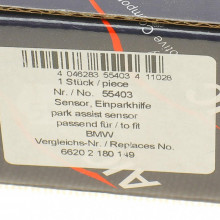 4 046283 55403 4 11028
1 Stück / piece
Nr. / No. 55403
Sensor, Einparkhilfe
park assist sensor
passend für / to fit
BMW
Vergleichs-Nr. / Replaces No.
6620 2 180 149